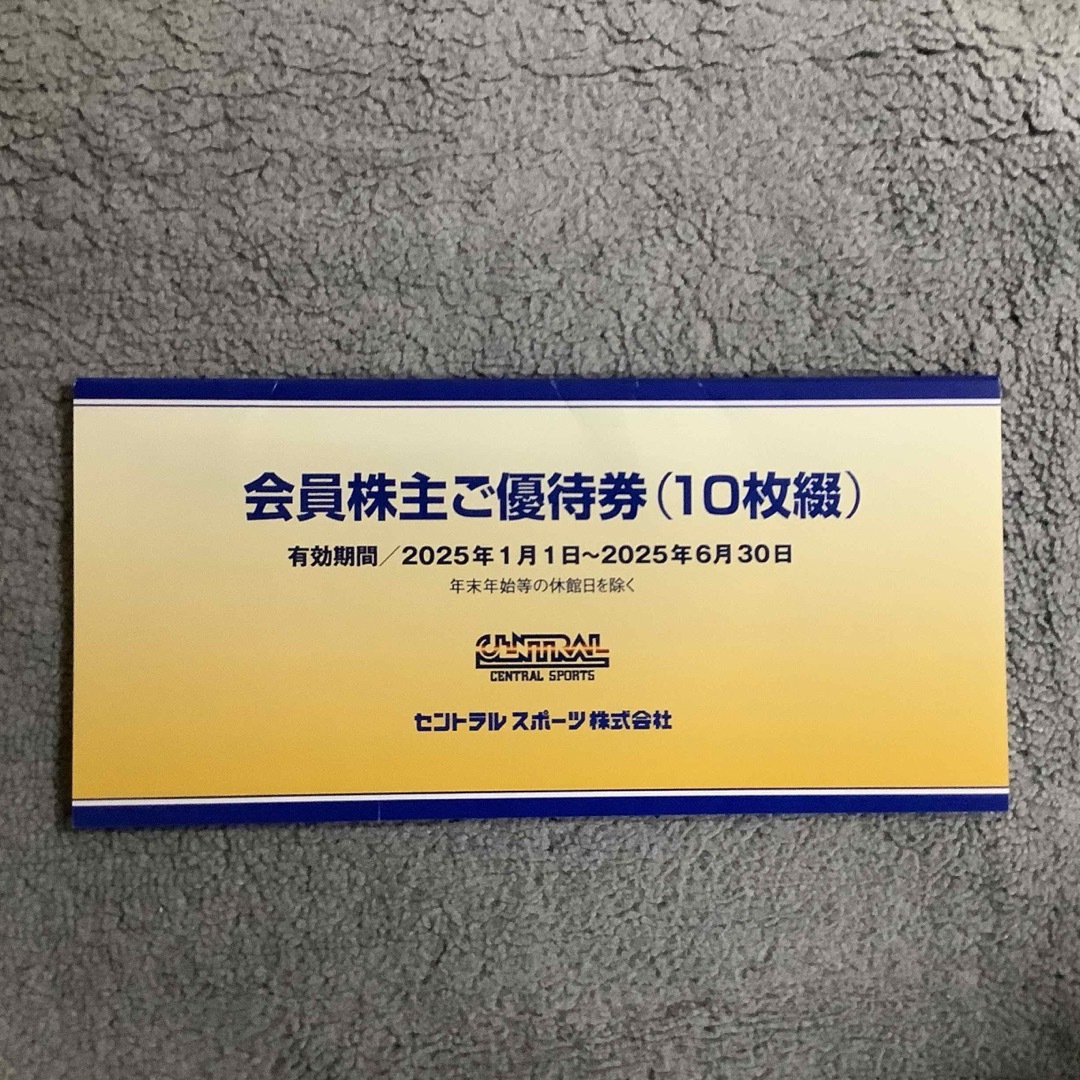 会員株主ご優待券(10枚綴)
有効期間/2025年1月1日~2025年6月30日
年末年始等の休館日を除く
CENTRAL
CENTRAL SPORTS
セントラルスポーツ株式会社